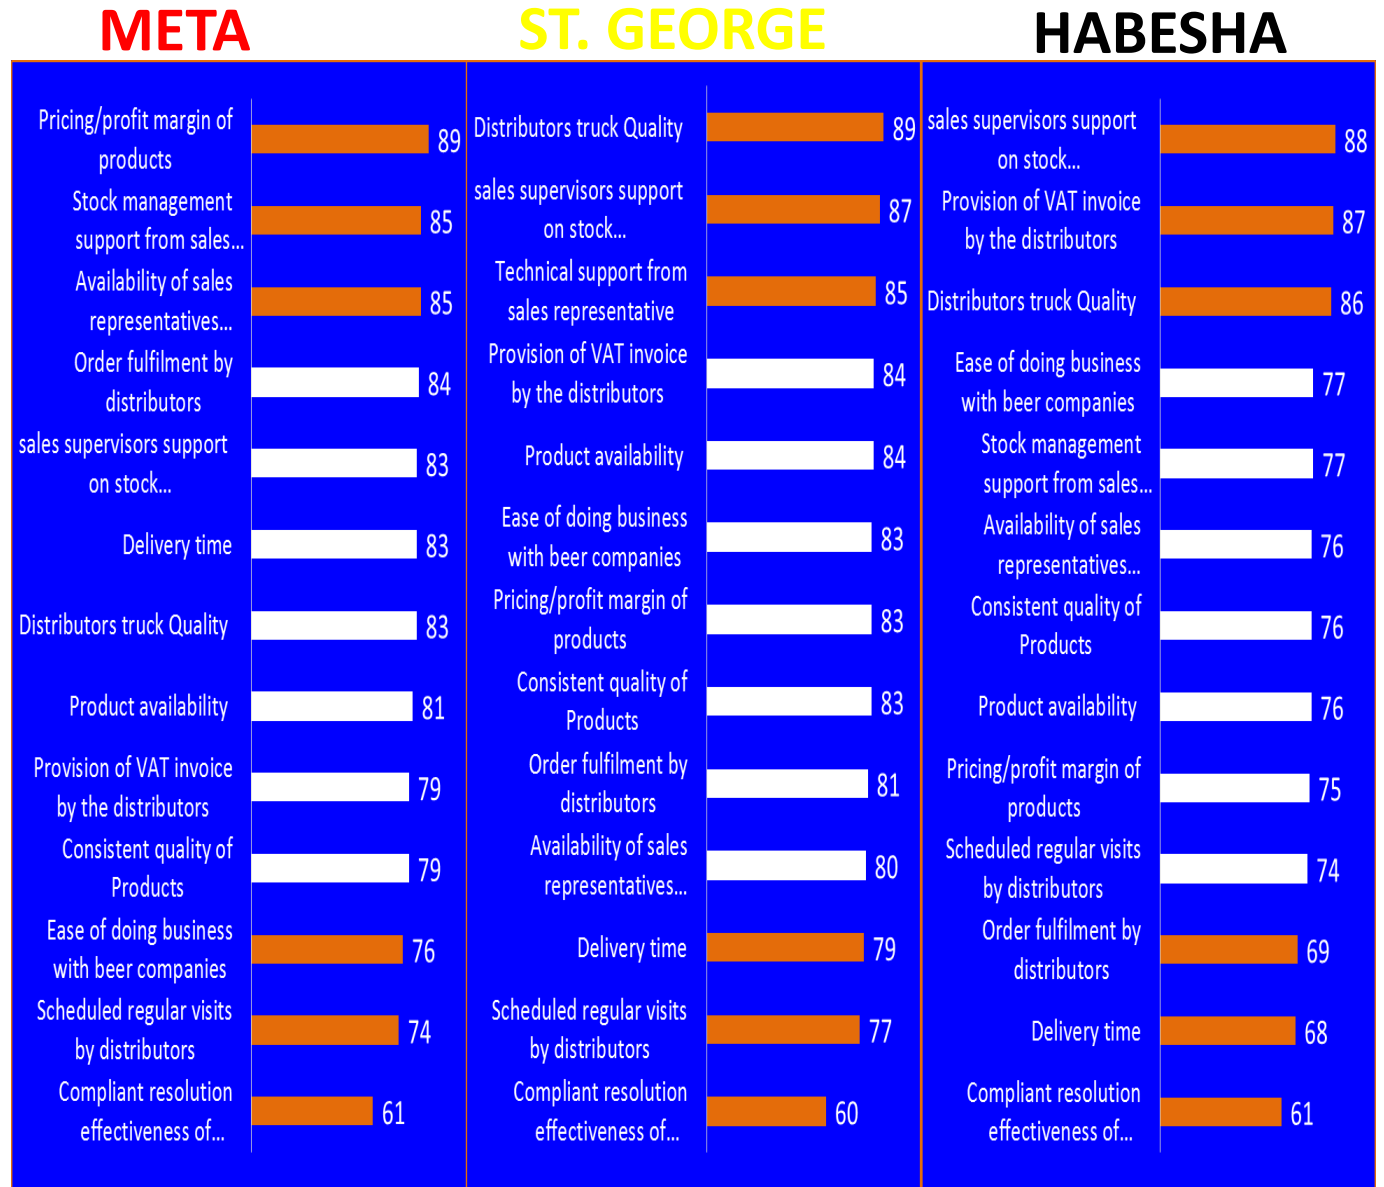 META
Pricing/profit margin of
products
89
Stock management
support from sales...
85
Availability of sales
representatives...
85
Order fulfilment by
distributors
84
sales supervisors support
on stock...
83
Delivery time
83
Distributors truck Quality
83
Product availability
81
Provision of VAT invoice
by the distributors
79
Consistent quality of
Products
79
Ease of doing business
with beer companies
76
Scheduled regular visits
by distributors
74
Compliant resolution
effectiveness of...
61
ST. GEORGE
Distributors truck Quality
89
sales supervisors support
on stock...
87
Technical support from
sales representative
85
Provision of VAT invoice
by the distributors
84
Product availability
84
Ease of doing business
with beer companies
83
Pricing/profit margin of
products
83
Consistent quality of
Products
83
Order fulfilment by
distributors
81
Availability of sales
representatives...
80
Delivery time
79
Scheduled regular visits
by distributors
77
Compliant resolution
effectiveness of...
60
HABESHA
sales supervisors support
on stock...
88
Provision of VAT invoice
by the distributors
87
Distributors truck Quality
86
Ease of doing business
with beer companies
77
Stock management
support from sales...
77
Availability of sales
representatives...
76
Consistent quality of
Products
76
Product availability
76
Pricing/profit margin of
products
75
Scheduled regular visits
by distributors
74
Order fulfilment by
distributors
69
Delivery time
68
Compliant resolution
effectiveness of...
61